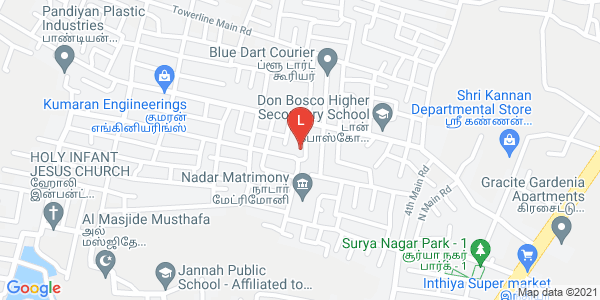 Towerline Main Rd
Pandiyan Plastic
Industries
பாண்டியன்...
Blue Dart Courier
ப்ளூ டார்ட்
கூரியர்
Kumaran Engiineerings
குமரன்
எங்கினியரிங்ஸ்
Don Bosco Higher
Secondary School
டான்
போஸ்கோ...
L
Shri Kannan
Departmental Store
ஸ்ரீ கண்ணன்...
HOLY INFANT
JESUS CHURCH
ஹோலி
இன்பன்ட்...
Nadar Matrimony
நாடார்
மேட்ரிமோனி
4th Main Rd
N Main Rd
Gracite Gardenia
Apartments
கிரசைட்...
Al Masjide Musthafa
அல்
மஸ்ஜிதே...
Surya Nagar Park - 1
சூர்யா நகர்
பார்க் - 1
Jannah Public
School - Affiliated to
Inthiya Super market
இந்திய
Google
Map data ©2021